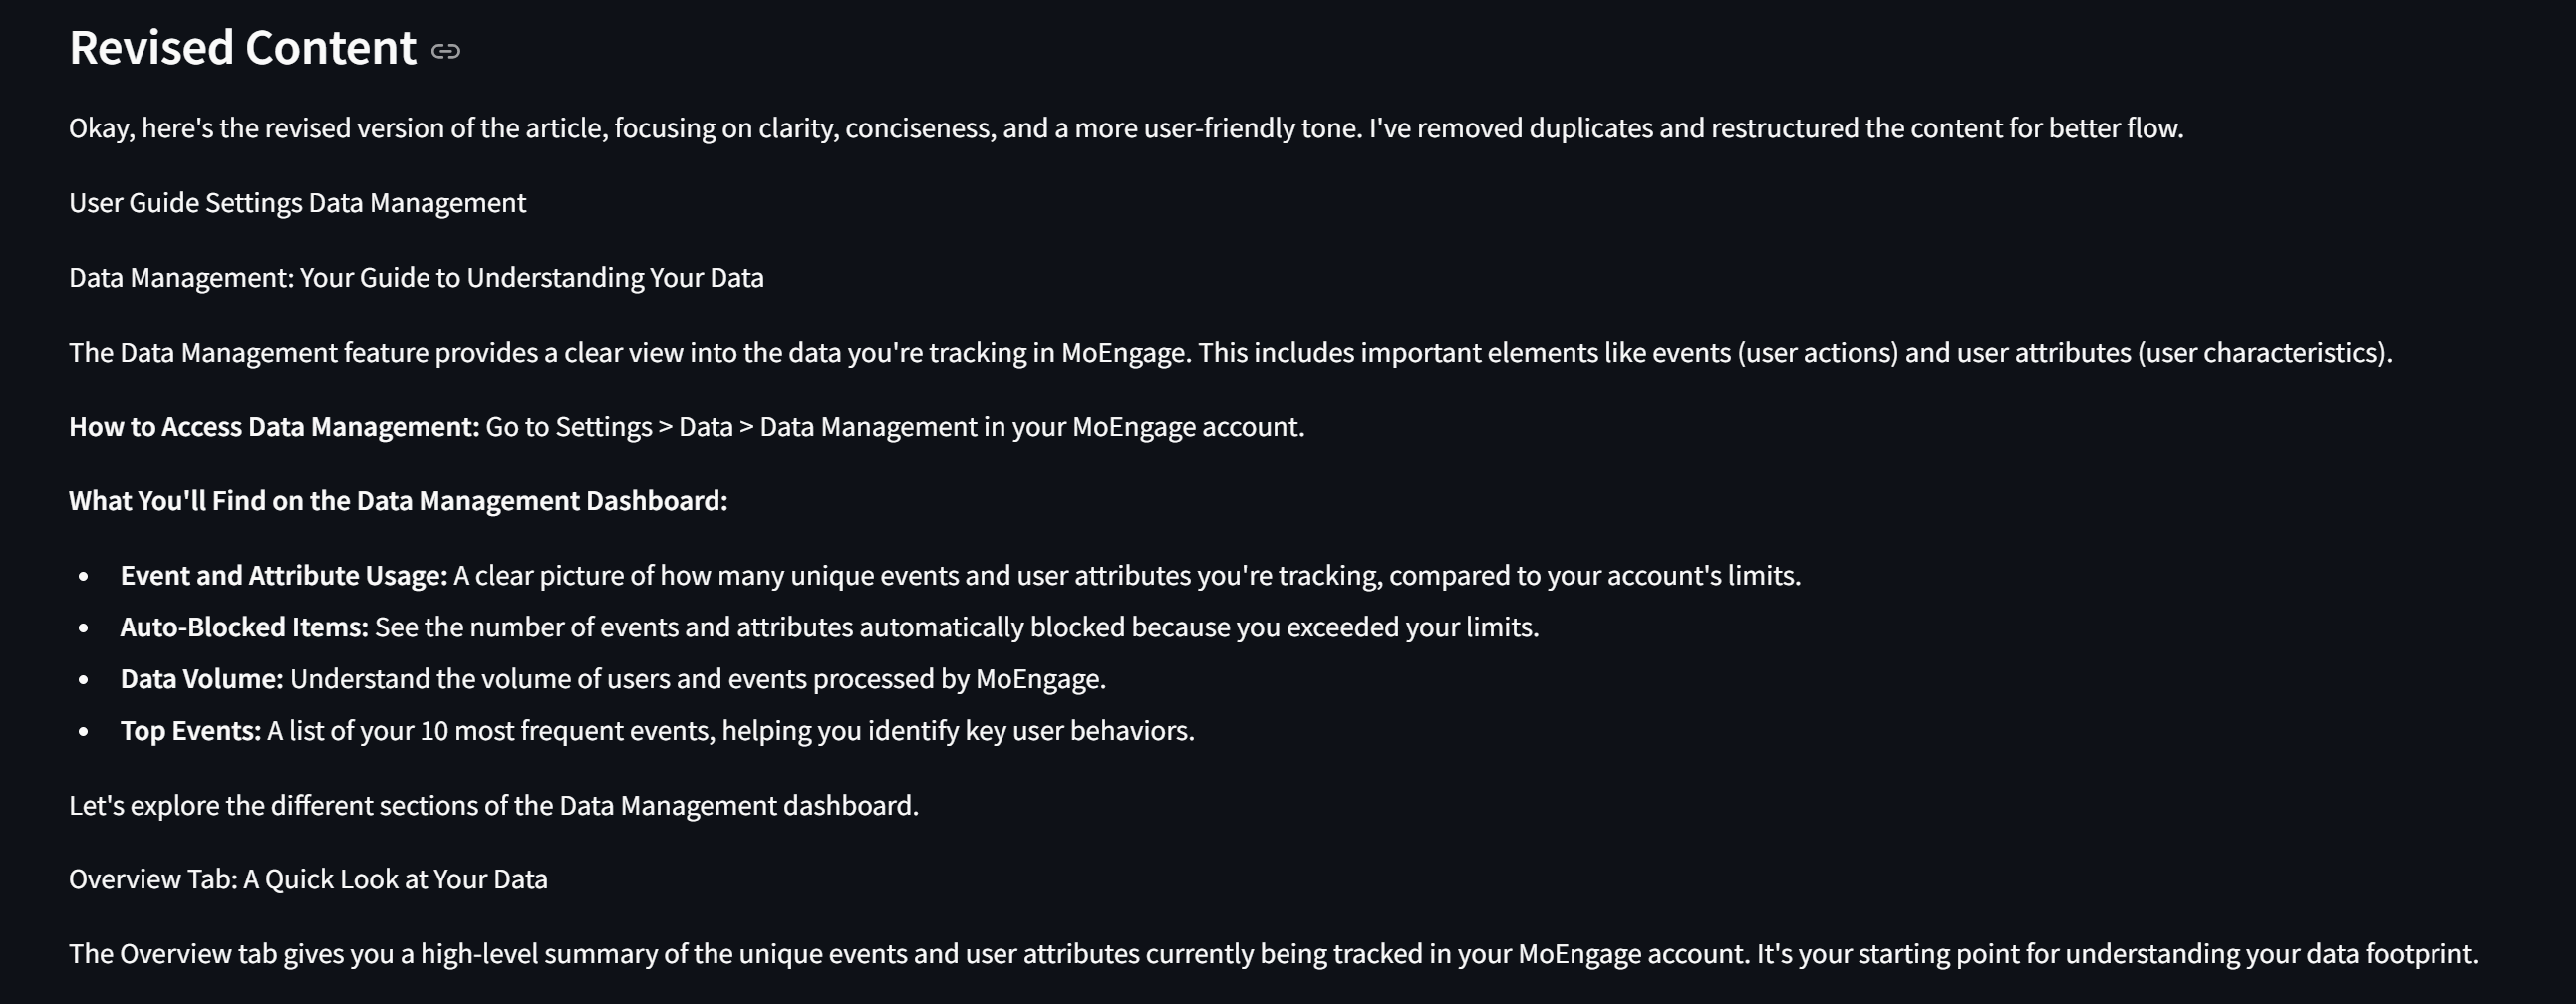 Revised Content
Okay, here's the revised version of the article, focusing on clarity, conciseness, and a more user-friendly tone. I've removed duplicates and restructured the content for better flow.
User Guide Settings Data Management
Data Management: Your Guide to Understanding Your Data
The Data Management feature provides a clear view into the data you're tracking in MoEngage. This includes important elements like events (user actions) and user attributes (user characteristics).
How to Access Data Management: Go to Settings > Data > Data Management in your MoEngage account.
What You'll Find on the Data Management Dashboard:
• Event and Attribute Usage: A clear picture of how many unique events and user attributes you're tracking, compared to your account's limits.
• Auto-Blocked Items: See the number of events and attributes automatically blocked because you exceeded your limits.
• Data Volume: Understand the volume of users and events processed by MoEngage.
• Top Events: A list of your 10 most frequent events, helping you identify key user behaviors.
Let's explore the different sections of the Data Management dashboard.
Overview Tab: A Quick Look at Your Data
The Overview tab gives you a high-level summary of the unique events and user attributes currently being tracked in your MoEngage account. It's your starting point for understanding your data footprint.